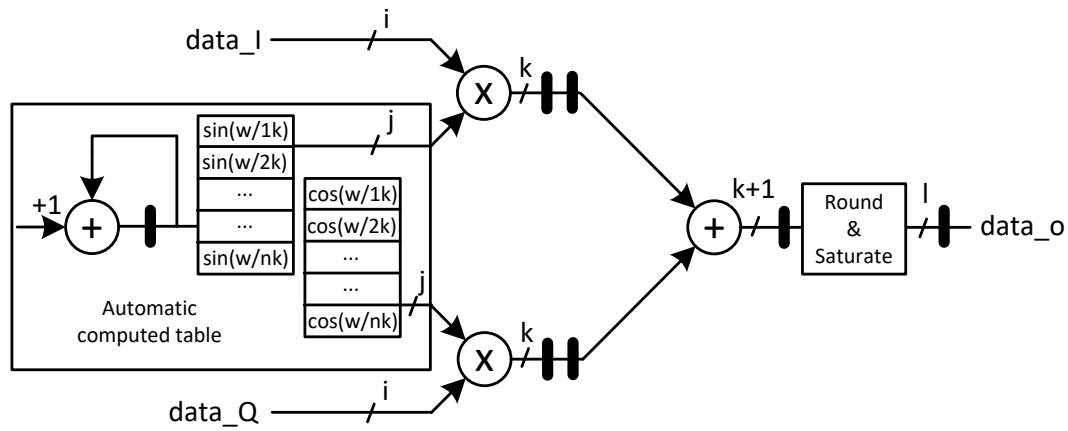 i
data_I
X
k
j
sin(w/1k)
sin(w/2k)
...
...
sin(w/nk)
+1
+
cos(w/1k)
cos(w/2k)
...
...
cos(w/nk)
j
Automatic
computed table
+
k+1
Round
&
Saturate
l
data_o
k
X
i
data_Q